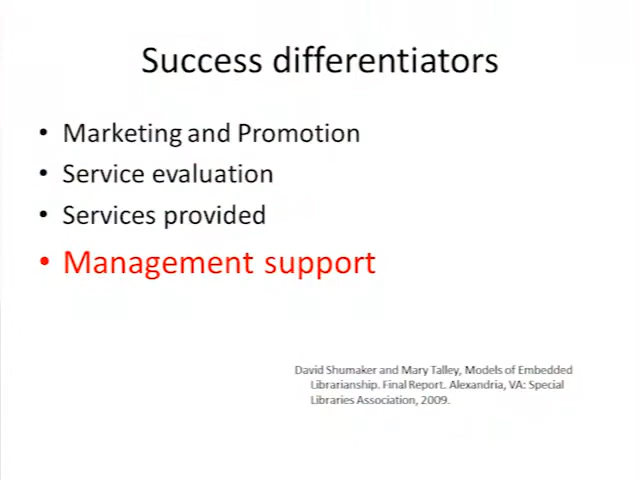 Success differentiators
• Marketing and Promotion
• Service evaluation
• Services provided
• Management support
David Shumaker and Mary Talley, Models of Embedded
Librarianship. Final Report. Alexandria, VA: Special
Libraries Association, 2009.